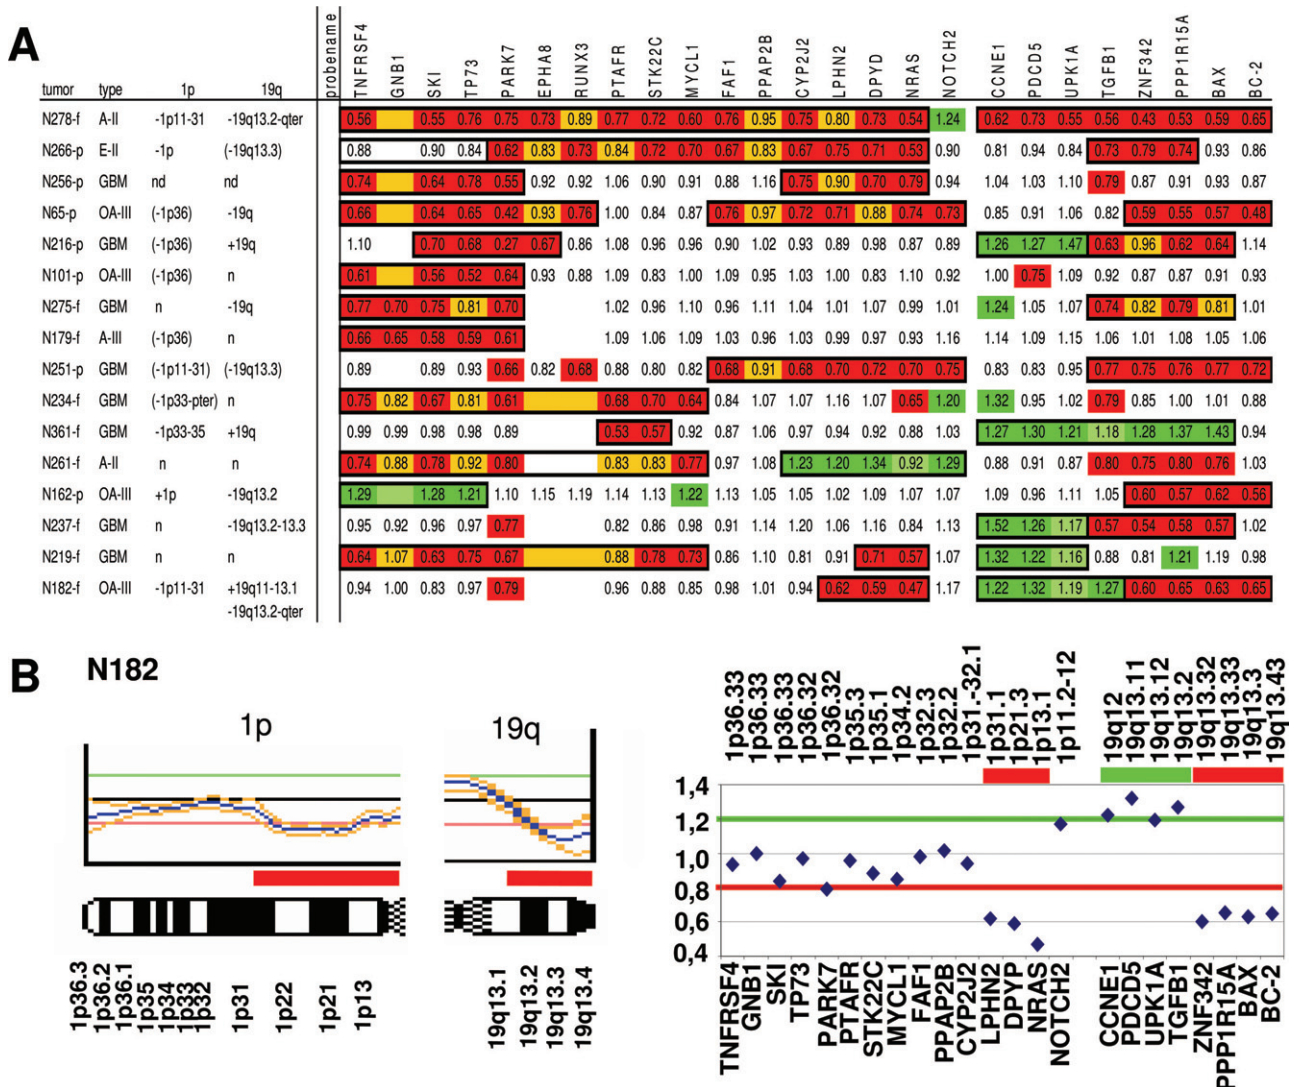 A
probename TNFRSF4 GNB1 SKI TP73 PARK7 EPHA8 RUNX3 PTAFR STK22C MYCL1 FAF1 PPAP2B CYP2J2 LPHN2 DPYD NRAS NOTCH2 CCNE1 PDCD5 UPK1A TGFB1 ZNF342 PPP1R15A BAX BC-2
tumor type 1p 19q
N278-f A-II -1p11-31 -19q13.2-qter 0.56 0.55 0.76 0.75 0.73 0.89 0.77 0.72 0.60 0.76 0.95 0.75 0.80 0.73 0.54 1.24 0.62 0.73 0.55 0.56 0.43 0.53 0.59 0.65
N266-p E-II -1p (-19q13.3) 0.88 0.90 0.84 0.62 0.83 0.73 0.84 0.72 0.70 0.67 0.83 0.67 0.75 0.71 0.53 0.90 0.81 0.94 0.84 0.73 0.79 0.74 0.93 0.86
N256-p GBM nd nd 0.74 0.64 0.78 0.55 0.92 0.92 1.06 0.90 0.91 0.88 1.16 0.75 0.90 0.70 0.79 0.94 1.04 1.03 1.10 0.79 0.87 0.91 0.93 0.87
N65-p OA-III (-1p36) -19q 0.66 0.64 0.65 0.42 0.93 0.76 1.00 0.84 0.87 0.76 0.97 0.72 0.71 0.88 0.74 0.73 0.85 0.91 1.06 0.82 0.59 0.55 0.57 0.48
N216-p GBM (-1p36) +19q 1.10 0.70 0.68 0.27 0.67 0.86 1.08 0.96 0.96 0.90 1.02 0.93 0.89 0.98 0.87 0.89 1.26 1.27 1.47 0.63 0.96 0.62 0.64 1.14
N101-p OA-III (-1p36) n 0.61 0.56 0.52 0.64 0.93 0.88 1.09 0.83 1.00 1.09 0.95 1.03 1.00 0.83 1.10 0.92 1.00 0.75 1.09 0.92 0.87 0.87 0.91 0.93
N275-f GBM n -19q 0.77 0.70 0.75 0.81 0.70 1.02 0.96 1.10 0.96 1.11 1.04 1.01 1.07 0.99 1.01 1.24 1.05 1.07 0.74 0.82 0.79 0.81 1.01
N179-f A-III (-1p36) n 0.66 0.65 0.58 0.59 0.61 1.09 1.06 1.09 1.03 0.96 1.08 0.99 0.97 0.93 1.16 1.14 1.09 1.15 1.06 1.01 1.08 1.05 1.06
N251-p GBM (-1p11-31) (-19q13.3) 0.89 0.89 0.93 0.66 0.82 0.68 0.88 0.80 0.82 0.68 0.91 0.68 0.70 0.72 0.70 0.75 0.83 0.83 0.95 0.77 0.75 0.76 0.77 0.72
N234-f GBM (-1p33-pter) n 0.75 0.82 0.67 0.81 0.61 0.68 0.70 0.64 0.84 1.07 1.07 1.16 1.07 0.65 1.20 1.32 0.95 1.02 0.79 0.85 1.00 1.01 0.88
N361-f GBM -1p33-35 +19q 0.99 0.99 0.98 0.98 0.89 0.53 0.57 0.92 0.87 1.06 0.97 0.94 0.92 0.88 1.03 1.27 1.30 1.21 1.18 1.28 1.37 1.43 0.94
N261-f A-II n n 0.74 0.88 0.78 0.92 0.80 0.83 0.83 0.77 0.97 1.08 1.23 1.20 1.34 0.92 1.29 0.88 0.91 0.87 0.80 0.75 0.80 0.76 1.03
N162-p OA-III +1p -19q13.2 1.29 1.28 1.21 1.10 1.15 1.19 1.14 1.13 1.22 1.13 1.05 1.05 1.02 1.09 1.07 1.07 1.09 0.96 1.11 1.05 0.60 0.57 0.62 0.56
N237-f GBM n -19q13.2-13.3 0.95 0.92 0.96 0.97 0.77 0.82 0.86 0.98 0.91 1.14 1.20 1.06 1.16 0.84 1.13 1.52 1.26 1.17 0.57 0.54 0.58 0.57 1.02
N219-f GBM n n 0.64 1.07 0.63 0.75 0.67 0.88 0.78 0.73 0.86 1.10 0.81 0.91 0.71 0.57 1.07 1.32 1.22 1.16 0.88 0.81 1.21 1.19 0.98
N182-f OA-III -1p11-31 +19q11-13.1 0.94 1.00 0.83 0.97 0.79 0.96 0.88 0.85 0.98 1.01 0.94 0.62 0.59 0.47 1.17 1.22 1.32 1.19 1.27 0.60 0.65 0.63 0.65
-19q13.2-qter
B N182
1p 19q
1p36.3 1p36.2 1p36.1 1p35 1p34 1p33 1p32 1p31 1p22 1p21 1p13
19q13.1 19q13.2 19q13.3 19q13.4
1p36.33 1p36.33 1p36.33 1p36.32 1p36.32 1p35.3 1p35.1 1p34.2 1p32.3 1p32.2 1p31.-32.1 1p31.1 1p21.3 1p13.1 1p11.2-12 19q12 19q13.11 19q13.12 19q13.2 19q13.32 19q13.33 19q13.3 19q13.43
1,4
1,2
1,0
0,8
0,6
0,4
TNFRSF4 GNB1 SKI TP73 PARK7 PTAFR STK22C MYCL1 FAF1 PPAP2B CYP2J2 LPHN2 DPYP NRAS NOTCH2 CCNE1 PDCD5 UPK1A TGFB1 ZNF342 PPP1R15A BAX BC-2